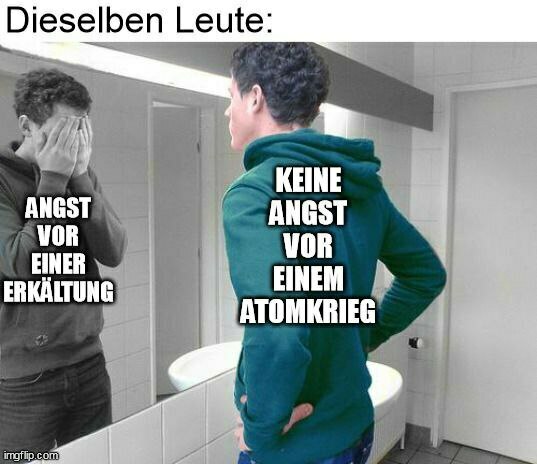 Dieselben Leute:
ANGST
VOR
EINER
ERKÄLTUNG
KEINE
ANGST
VOR
EINEM
ATOMKRIEG
imgflip.com